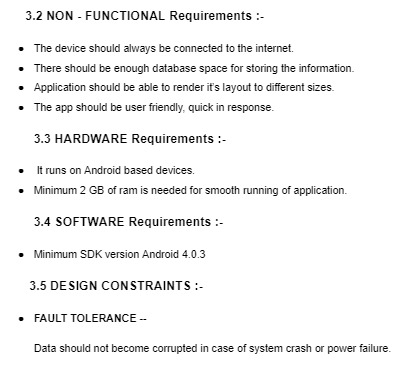 3.2 NON - FUNCTIONAL Requirements :-
● The device should always be connected to the internet.
● There should be enough database space for storing the information.
● Application should be able to render it's layout to different sizes.
● The app should be user friendly, quick in response.
3.3 HARDWARE Requirements :-
● It runs on Android based devices.
● Minimum 2 GB of ram is needed for smooth running of application.
3.4 SOFTWARE Requirements :-
● Minimum SDK version Android 4.0.3
3.5 DESIGN CONSTRAINTS :-
● FAULT TOLERANCE --
Data should not become corrupted in case of system crash or power failure.